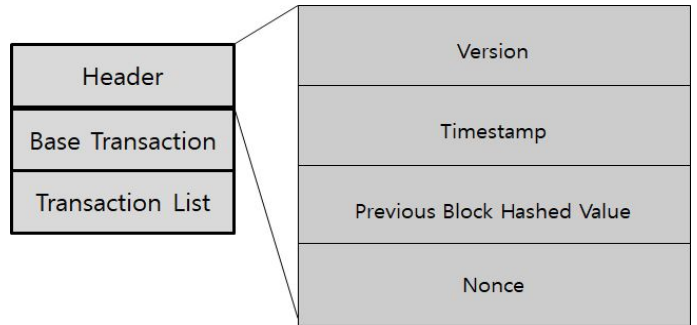 Header
Base Transaction
Transaction List
Version
Timestamp
Previous Block Hashed Value
Nonce